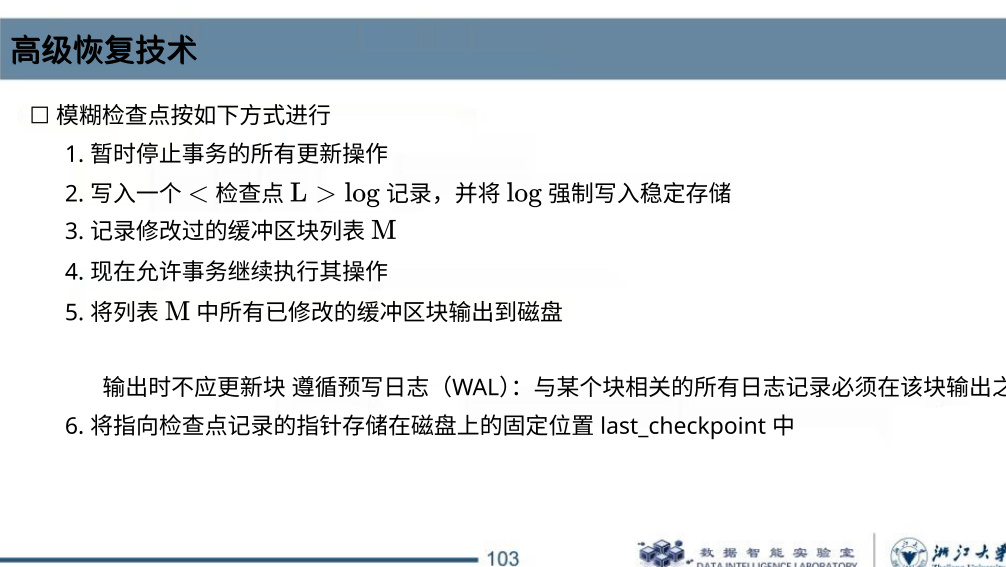 高级恢复技术
☐ 模糊检查点按如下方式进行
1. 暂时停止事务的所有更新操作
2. 写入一个 < 检查点 L > log 记录，并将 log 强制写入稳定存储
3. 记录修改过的缓冲区块列表 M
4. 现在允许事务继续执行其操作
5. 将列表 M 中所有已修改的缓冲区块输出到磁盘
输出时不应更新块 遵循预写日志（WAL）：与某个块相关的所有日志记录必须在该块输出之
6. 将指向检查点记录的指针存储在磁盘上的固定位置 last_checkpoint 中
103
数据智能实验室
DATA INTELLIGENCE LABORATORY
浙江大学